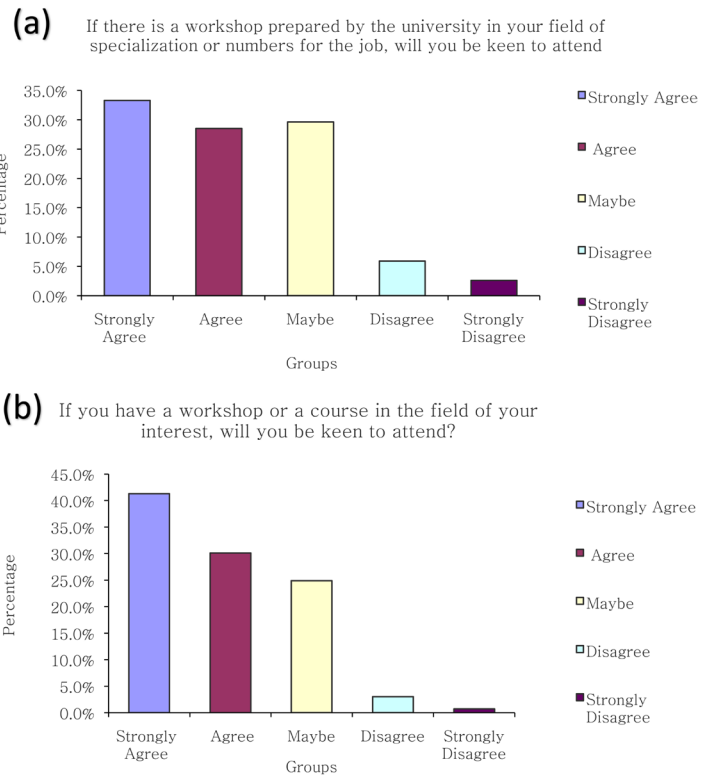 (a)
If there is a workshop prepared by the university in your field of
specialization or numbers for the job, will you be keen to attend
35.0%
30.0%
25.0%
20.0%
15.0%
10.0%
5.0%
0.0%
Percentage
Strongly Agree
Agree
Maybe
Disagree
Strongly Disagree
Groups
Strongly Agree
Agree
Maybe
Disagree
Strongly
Disagree
(b)
If you have a workshop or a course in the field of your
interest, will you be keen to attend?
45.0%
40.0%
35.0%
30.0%
25.0%
20.0%
15.0%
10.0%
5.0%
0.0%
Percentage
Strongly Agree
Agree
Maybe
Disagree
Strongly Disagree
Groups
Strongly Agree
Agree
Maybe
Disagree
Strongly
Disagree